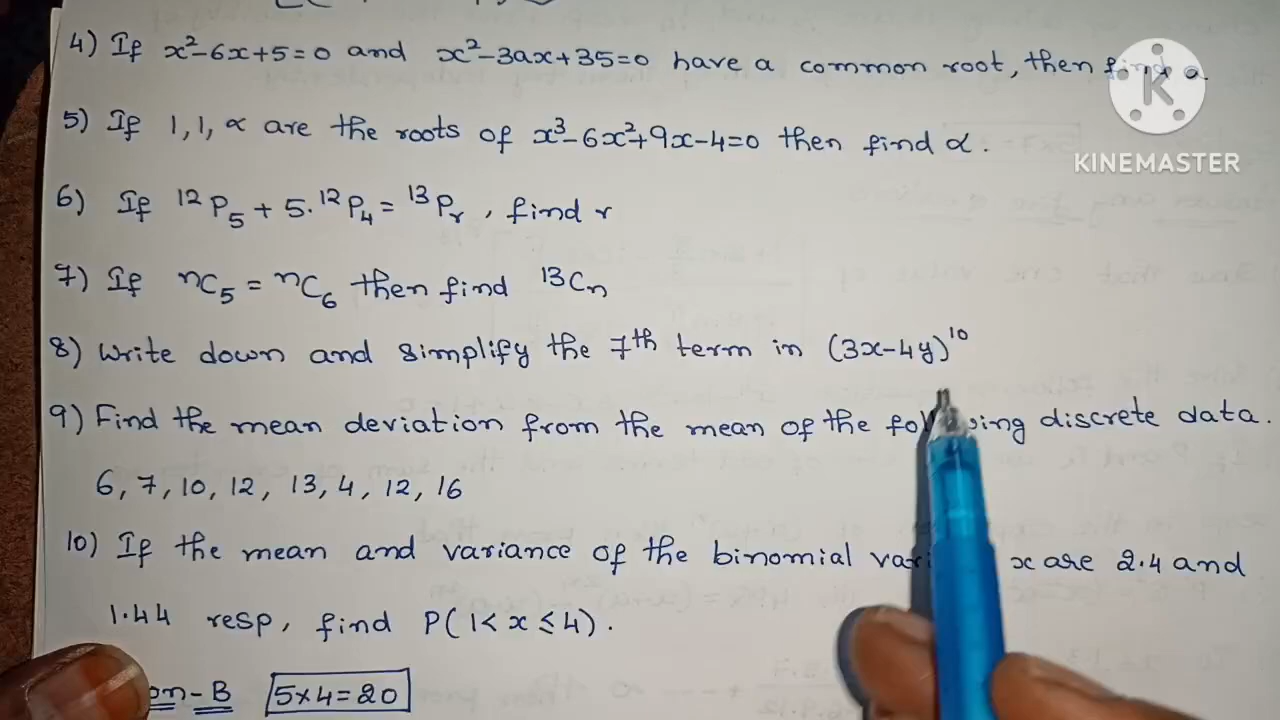 4) If x²-6x+5=0 and x²-3ax+35=0 have a common root, then find a.
KINEMASTER
5) If 1, 1, α are the roots of x³-6x²+9x-4=0 then find α.
6) If ¹²P₅ + 5.¹²P₄ = ¹³Pᵣ, find r
7) If ⁿC₅ = ⁿC₆ then find ¹³Cₙ
8) Write down and simplify the 7th term in (3x-4y)¹⁰
9) Find the mean deviation from the mean of the discrete data.
6, 7, 10, 12, 13, 4, 12, 16
10) If the mean and variance of the binomial x are 2.4 and
1.44 resp, find P(1<x≤4).
-B 5×4=20